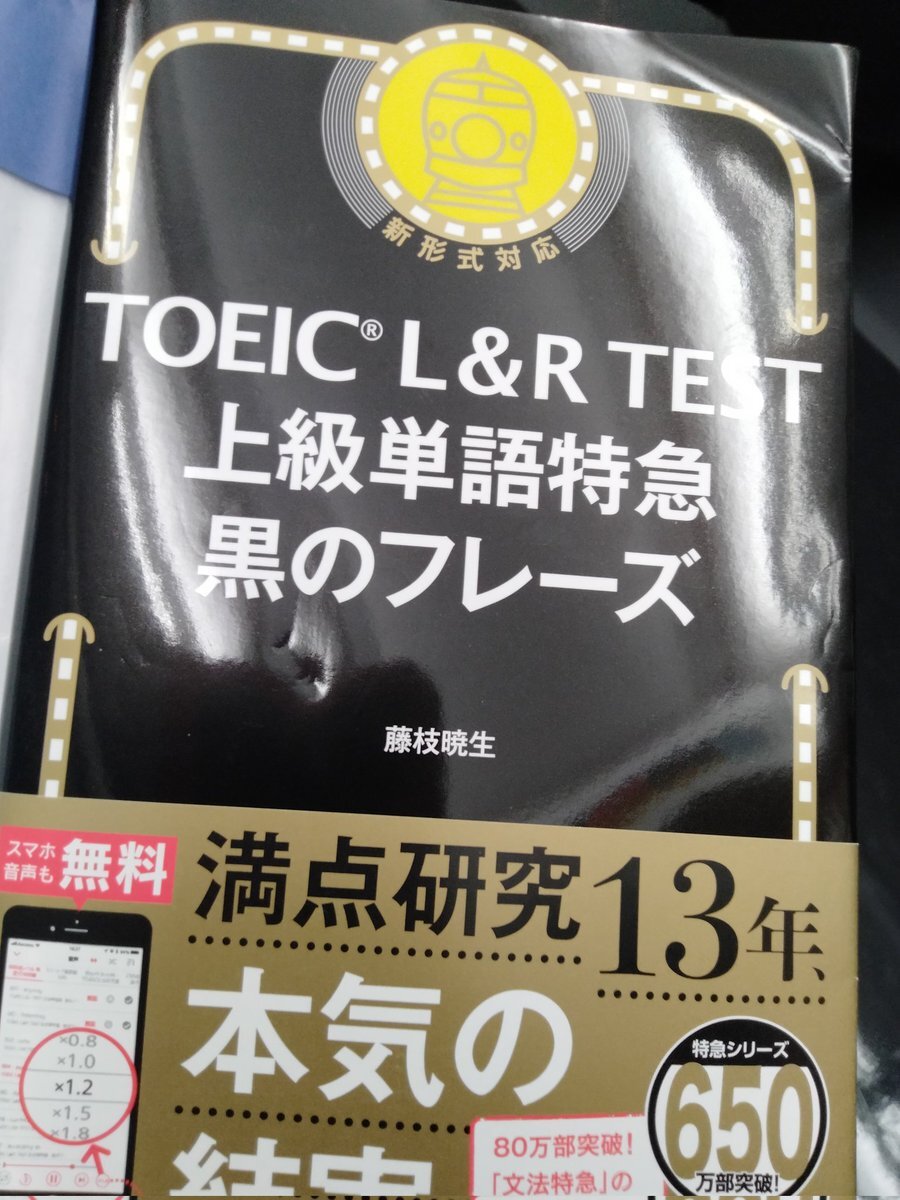 新形式対応
TOEIC® L&R TEST
上級単語特急
黒のフレーズ
藤枝暁生
スマホ
音声も
無料
満点研究13年、
本気の
結実
×0.8
×1.0
×1.2
×1.5
×1.8
特急シリーズ
650
万部突破!
80万部突破!
「文法特急」の